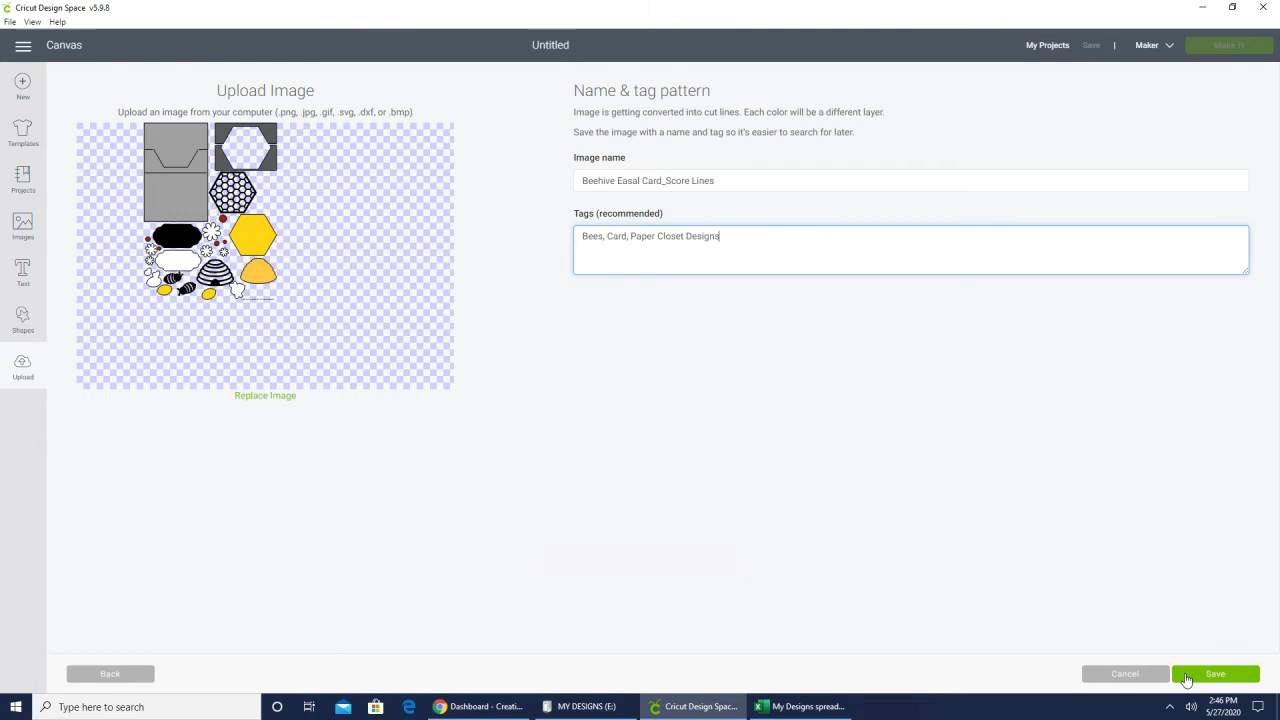 Cricut Design Space v5.9.8
File View Help
Canvas
Untitled
My Projects Save | Maker Make It
New
Templates
Projects
Images
Text
Shapes
Upload
Upload Image
Upload an image from your computer (.png, .jpg, .gif, .svg, .dxf, or .bmp)
Replace Image
Name & tag pattern
Image is getting converted into cut lines. Each color will be a different layer.
Save the image with a name and tag so it's easier to search for later.
Image name
Beehive Easal Card_Score Lines
Tags (recommended)
Bees, Card, Paper Closet Designs
Back
Cancel
Save
Type here to search
Dashboard - Creati...
MY DESIGNS (E:)
Cricut Design Spac...
My Designs spread...
2:46 PM
5/27/2020